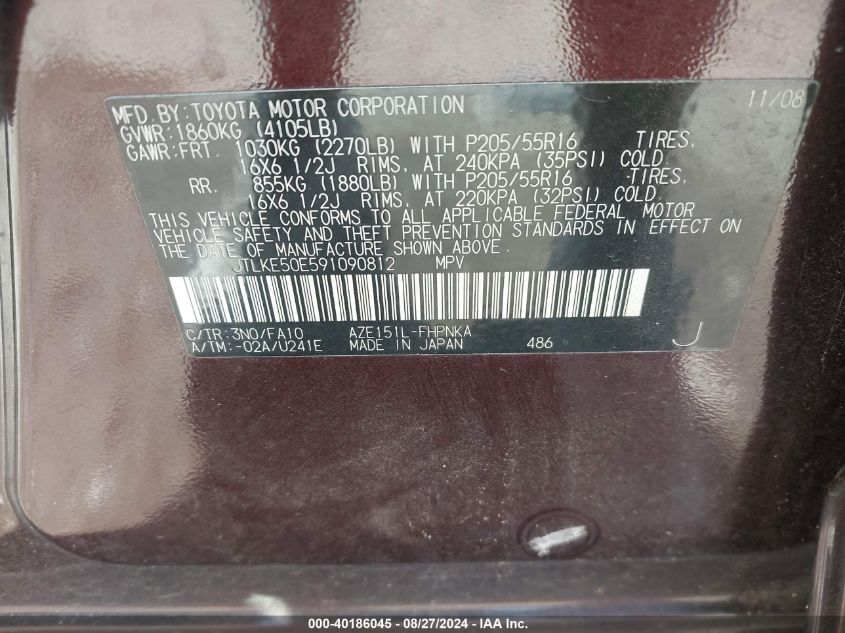 MFD. BY: TOYOTA MOTOR CORPORATION 11/08
GVWR: 1860KG (4105LB)
GAWR: FRT. 1030KG (2270LB) WITH P205/55R16 TIRES,
16X6 1/2J RIMS, AT 240KPA (35PSI) COLD.
RR. 855KG (1880LB) WITH P205/55R16 TIRES,
16X6 1/2J RIMS, AT 220KPA (32PSI) COLD.
THIS VEHICLE CONFORMS TO ALL APPLICABLE FEDERAL MOTOR
VEHICLE SAFETY AND THEFT PREVENTION STANDARDS IN EFFECT ON
THE DATE OF MANUFACTURE SHOWN ABOVE.
JTLKE50E591090812 MPV
C/TR: 3N0/FA10 AZE151L-FHPNKA
A/TM: -02A/U241E MADE IN JAPAN 486 J
000-40186045 - 08/27/2024 - IAA Inc.